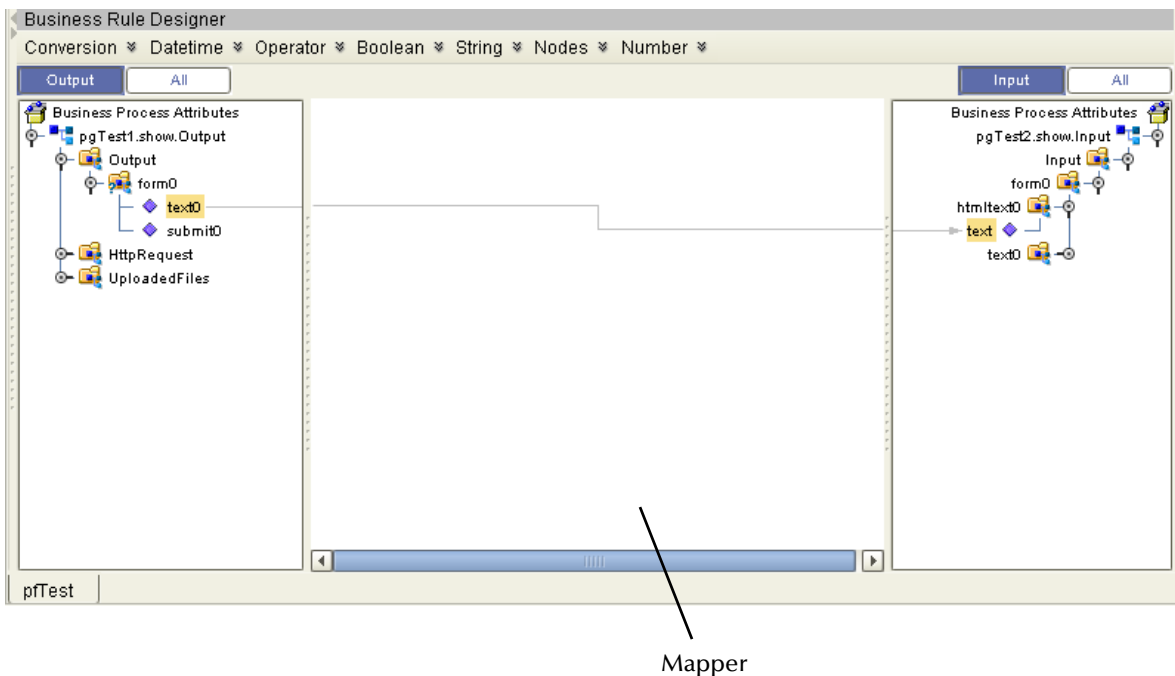 Business Rule Designer
Conversion Datetime Operator Boolean String Nodes Number
Output All
Input All
Business Process Attributes
pgTest1.show.Output
Output
form0
text0
submit0
HttpRequest
UploadedFiles
Business Process Attributes
pgTest2.show.Input
Input
form0
htmltext0
text
text0
pfTest
Mapper